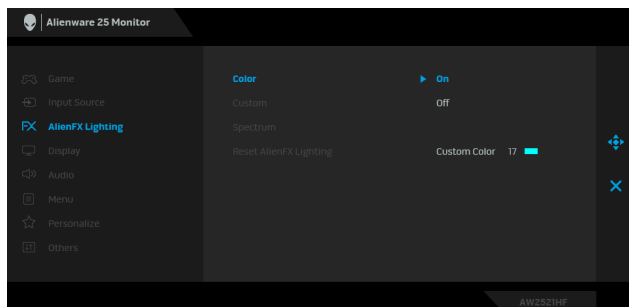 Alienware 25 Monitor
Game
Input Source
FX AlienFX Lighting
Display
Audio
Menu
Personalize
Others
Color
Custom
Spectrum
Reset AlienFX Lighting
On
Off
Custom Color 17
AW2521HF